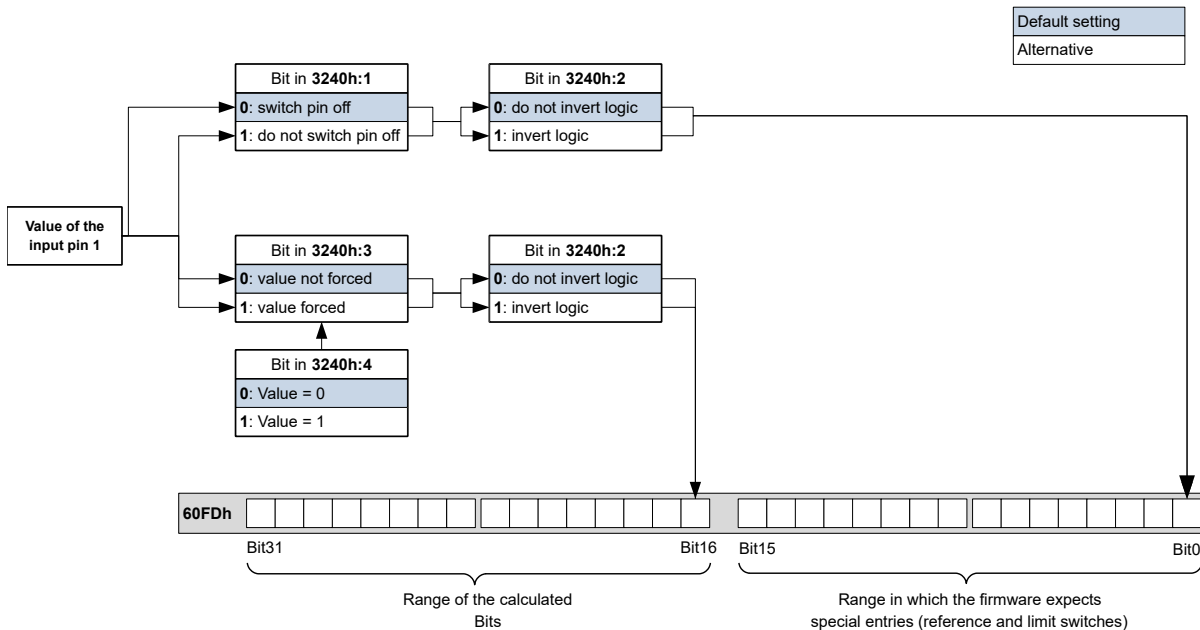 Default setting
Alternative
Bit in 3240h:1
0: switch pin off
1: do not switch pin off
Bit in 3240h:2
0: do not invert logic
1: invert logic
Value of the
input pin 1
Bit in 3240h:3
0: value not forced
1: value forced
Bit in 3240h:2
0: do not invert logic
1: invert logic
Bit in 3240h:4
0: Value = 0
1: Value = 1
60FDh
Bit31
Bit16
Bit15
Bit0
Range of the calculated
Bits
Range in which the firmware expects
special entries (reference and limit switches)